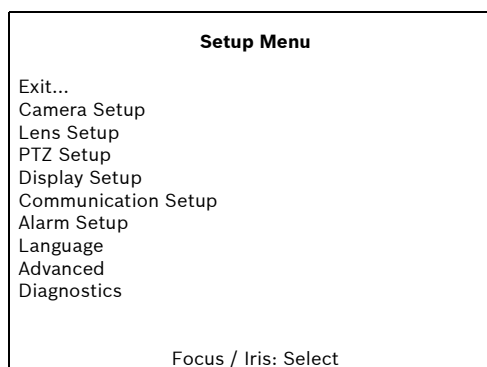 Setup Menu
Exit...
Camera Setup
Lens Setup
PTZ Setup
Display Setup
Communication Setup
Alarm Setup
Language
Advanced
Diagnostics
Focus / Iris: Select